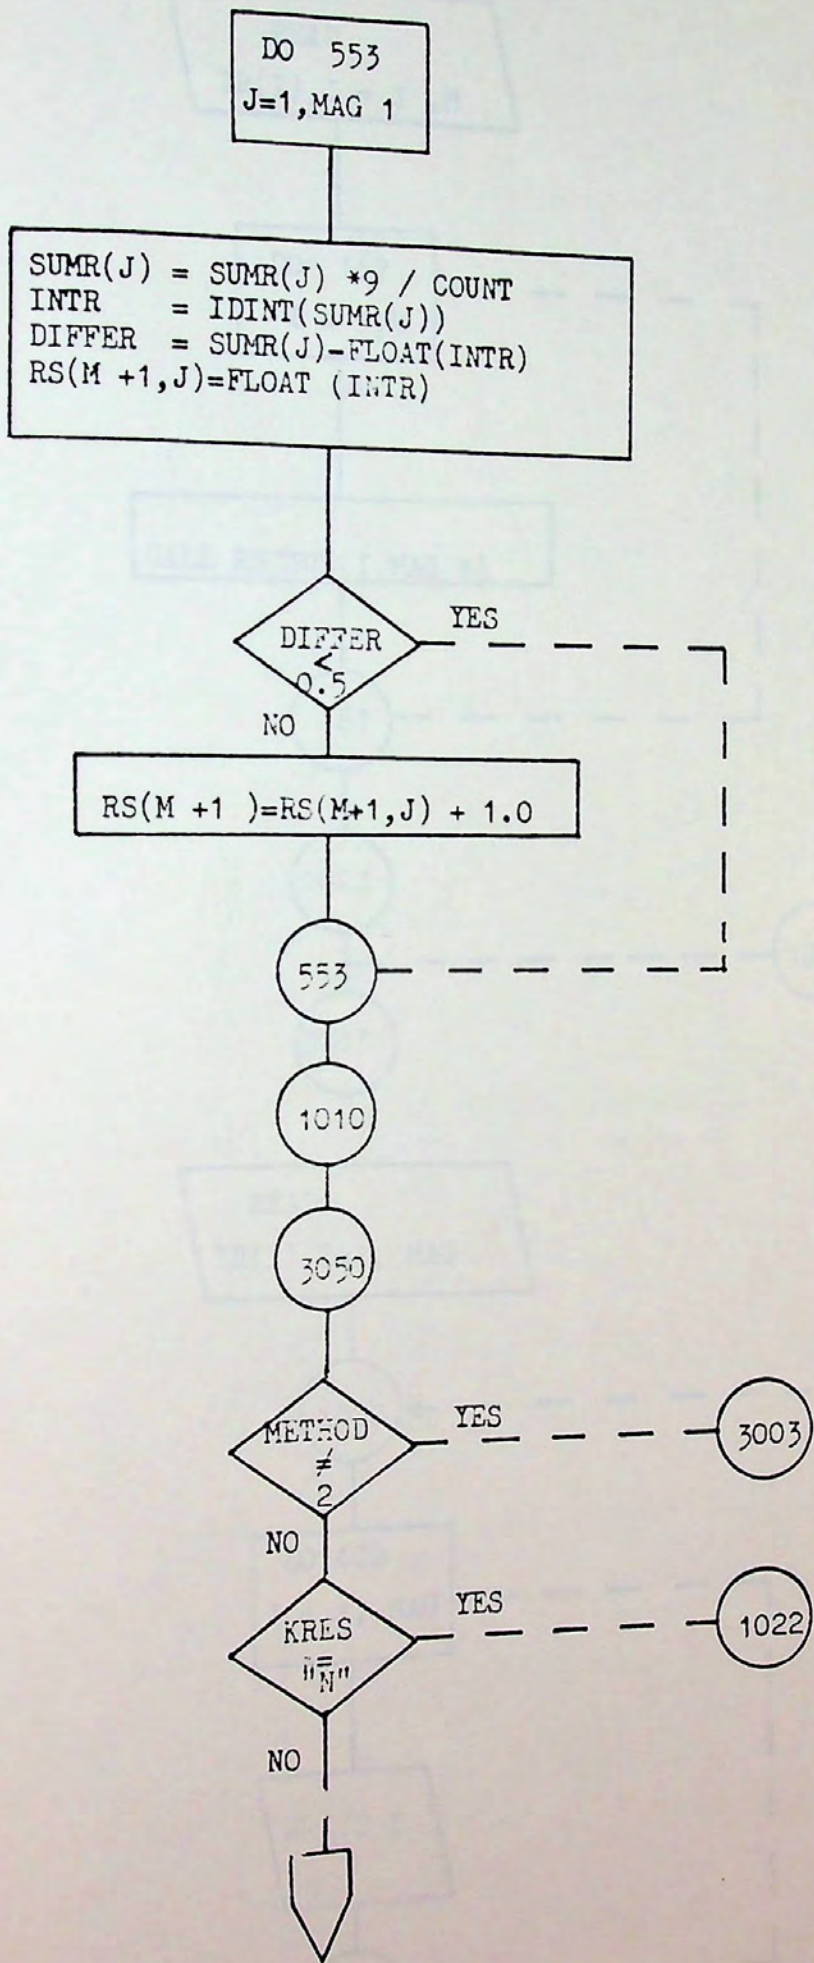 DO 553
J=1,MAG 1
SUMR(J) = SUMR(J) *9 / COUNT
INTR = IDINT(SUMR(J))
DIFFER = SUMR(J)-FLOAT(INTR)
RS(M +1,J)=FLOAT (INTR)
DIFFER
<
0.5
YES
NO
RS(M +1 )=RS(M+1,J) + 1.0
553
1010
3050
METHOD
≠
2
YES
3003
NO
KRES
=
"N"
YES
1022
NO